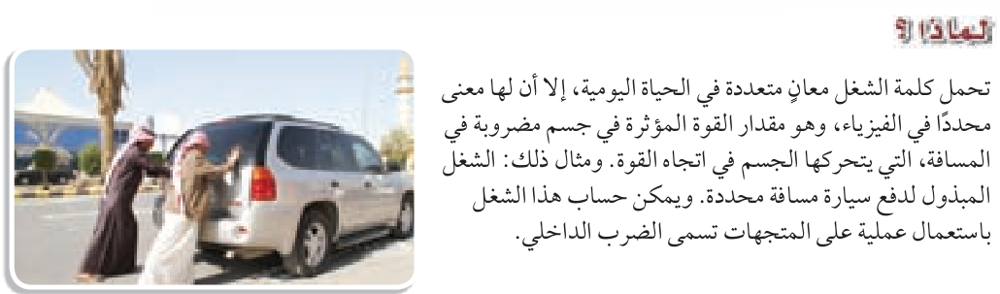 لماذا ؟
تحمل كلمة الشغل معانٍ متعددة في الحياة اليومية، إلا أن لها معنى
محددًا في الفيزياء، وهو مقدار القوة المؤثرة في جسم مضروبة في
المسافة، التي يتحركها الجسم في اتجاه القوة. ومثال ذلك: الشغل
المبذول لدفع سيارة مسافة محددة. ويمكن حساب هذا الشغل
باستعمال عملية على المتجهات تسمى الضرب الداخلي.